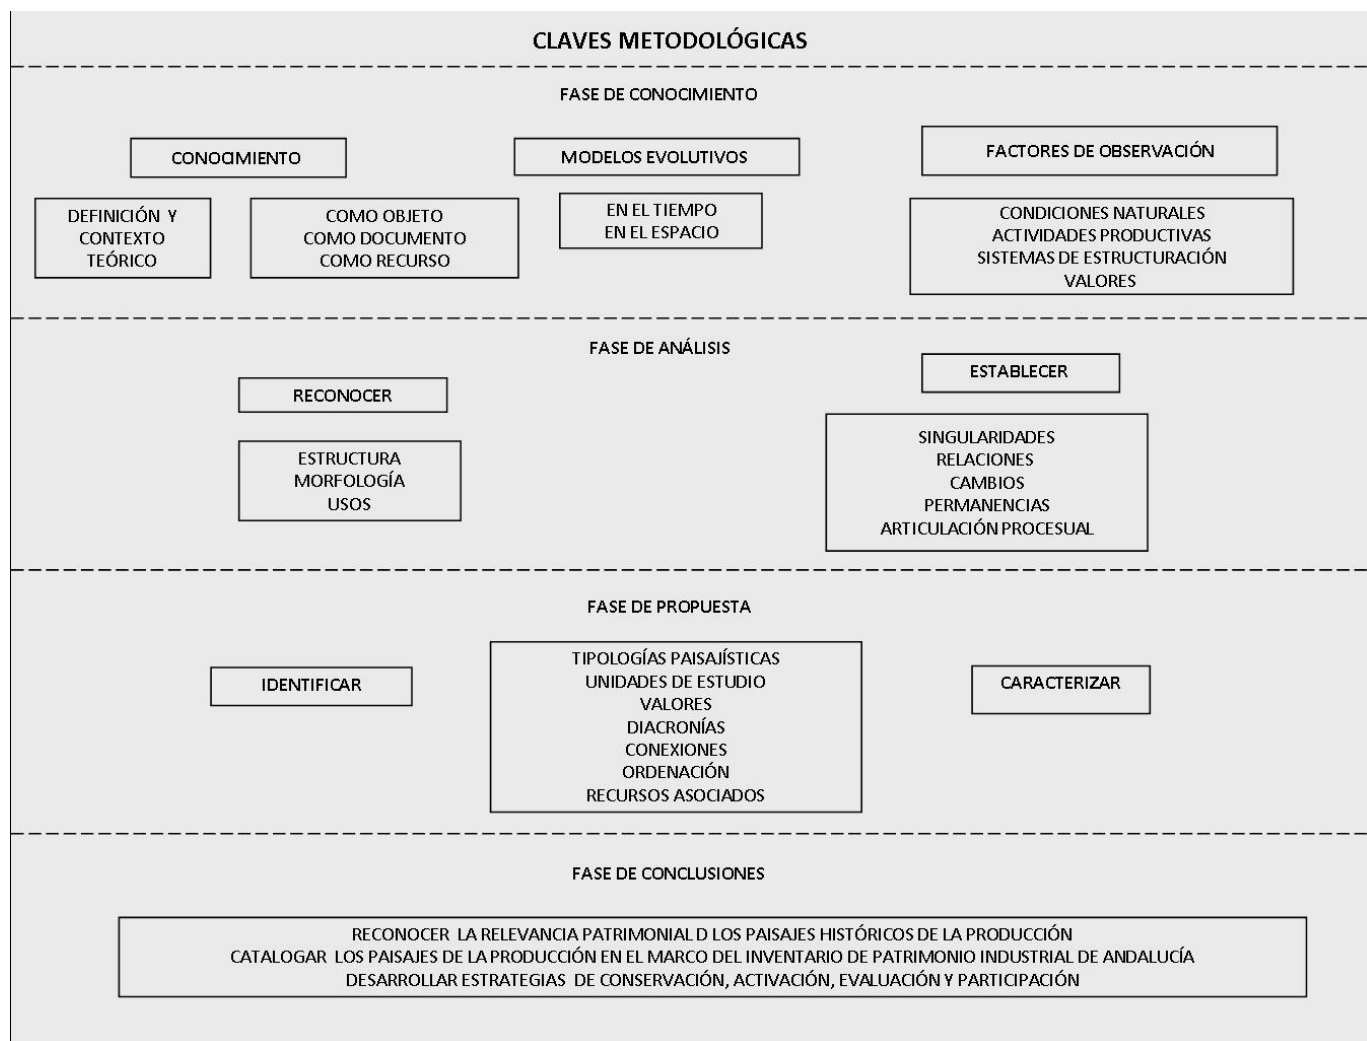 CLAVES METODOLÓGICAS
FASE DE CONOCIMIENTO
CONOCIMIENTO
MODELOS EVOLUTIVOS
FACTORES DE OBSERVACIÓN
DEFINICIÓN Y
CONTEXTO
TEÓRICO
COMO OBJETO
COMO DOCUMENTO
COMO RECURSO
EN EL TIEMPO
EN EL ESPACIO
CONDICIONES NATURALES
ACTIVIDADES PRODUCTIVAS
SISTEMAS DE ESTRUCTURACIÓN
VALORES
FASE DE ANÁLISIS
RECONOCER
ESTABLECER
ESTRUCTURA
MORFOLOGÍA
USOS
SINGULARIDADES
RELACIONES
CAMBIOS
PERMANENCIAS
ARTICULACIÓN PROCESUAL
FASE DE PROPUESTA
IDENTIFICAR
TIPOLOGÍAS PAISAJÍSTICAS
UNIDADES DE ESTUDIO
VALORES
DIACRONÍAS
CONEXIONES
ORDENACIÓN
RECURSOS ASOCIADOS
CARACTERIZAR
FASE DE CONCLUSIONES
RECONOCER LA RELEVANCIA PATRIMONIAL D LOS PAISAJES HISTÓRICOS DE LA PRODUCCIÓN
CATALOGAR LOS PAISAJES DE LA PRODUCCIÓN EN EL MARCO DEL INVENTARIO DE PATRIMONIO INDUSTRIAL DE ANDALUCÍA
DESARROLLAR ESTRATEGIAS DE CONSERVACIÓN, ACTIVACIÓN, EVALUACIÓN Y PARTICIPACIÓN